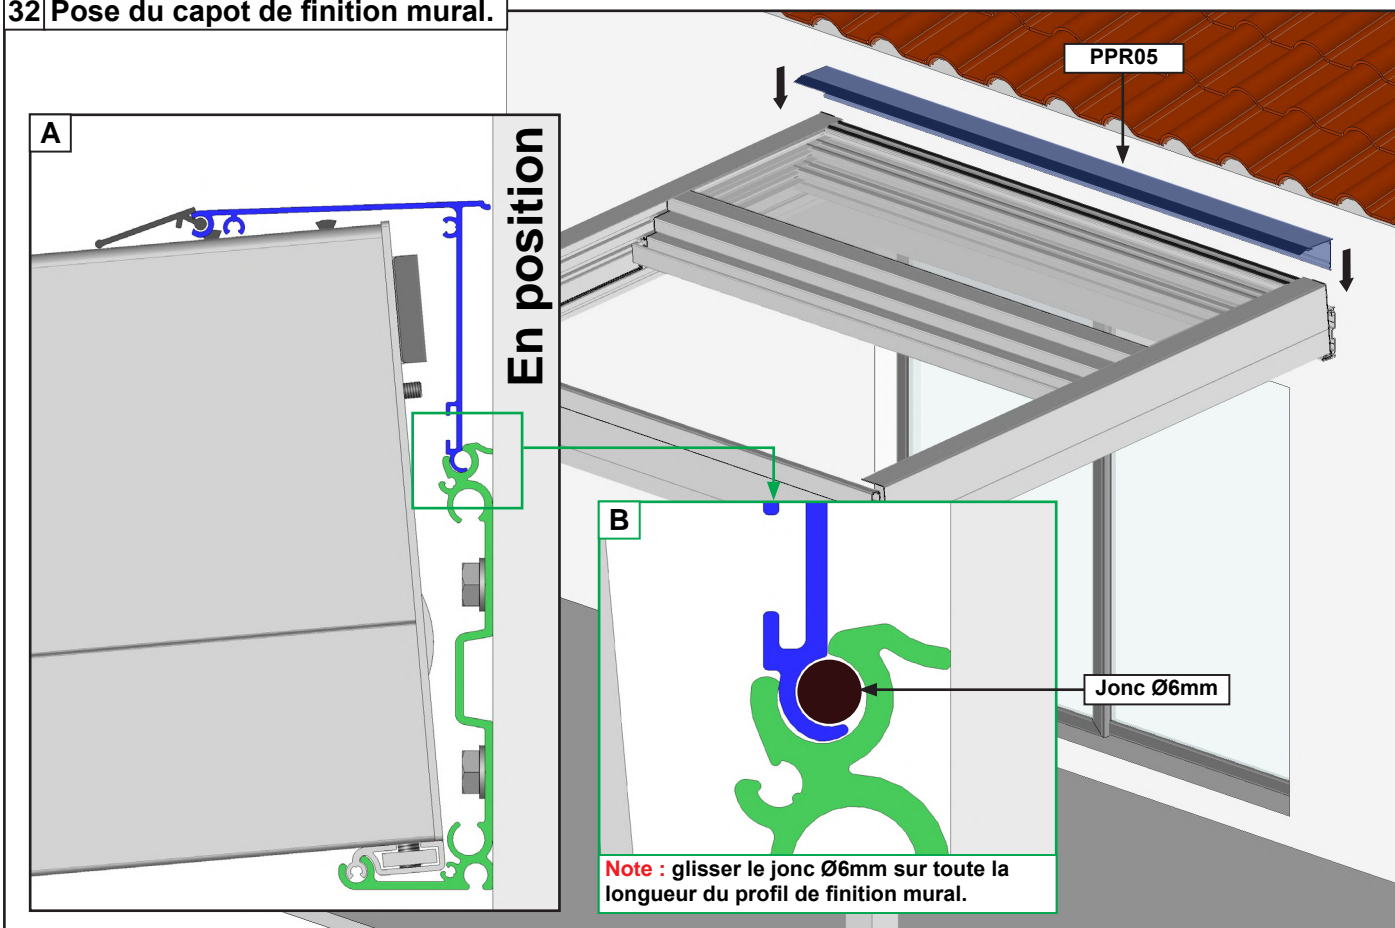 32 Pose du capot de finition mural.
PPR05
A
En position
B
Jonc Ø6mm
Note : glisser le jonc Ø6mm sur toute la
longueur du profil de finition mural.